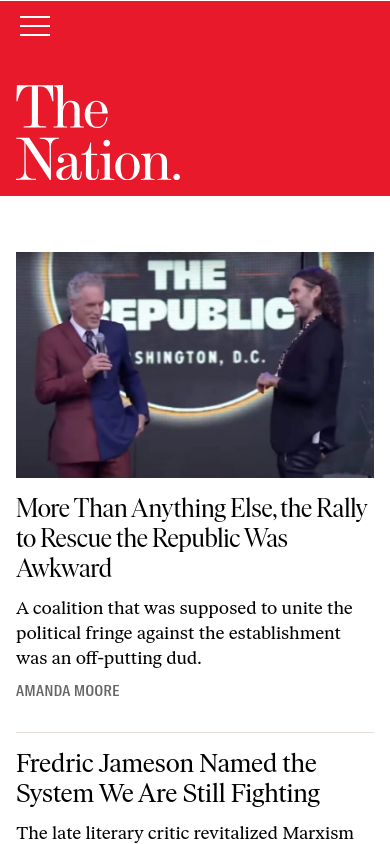 The
Nation.
THE
REPUBLIC
SHINGTON, D.C.
More Than Anything Else, the Rally
to Rescue the Republic Was
Awkward
A coalition that was supposed to unite the
political fringe against the establishment
was an off-putting dud.
AMANDA MOORE
Fredric Jameson Named the
System We Are Still Fighting
The late literary critic revitalized Marxism